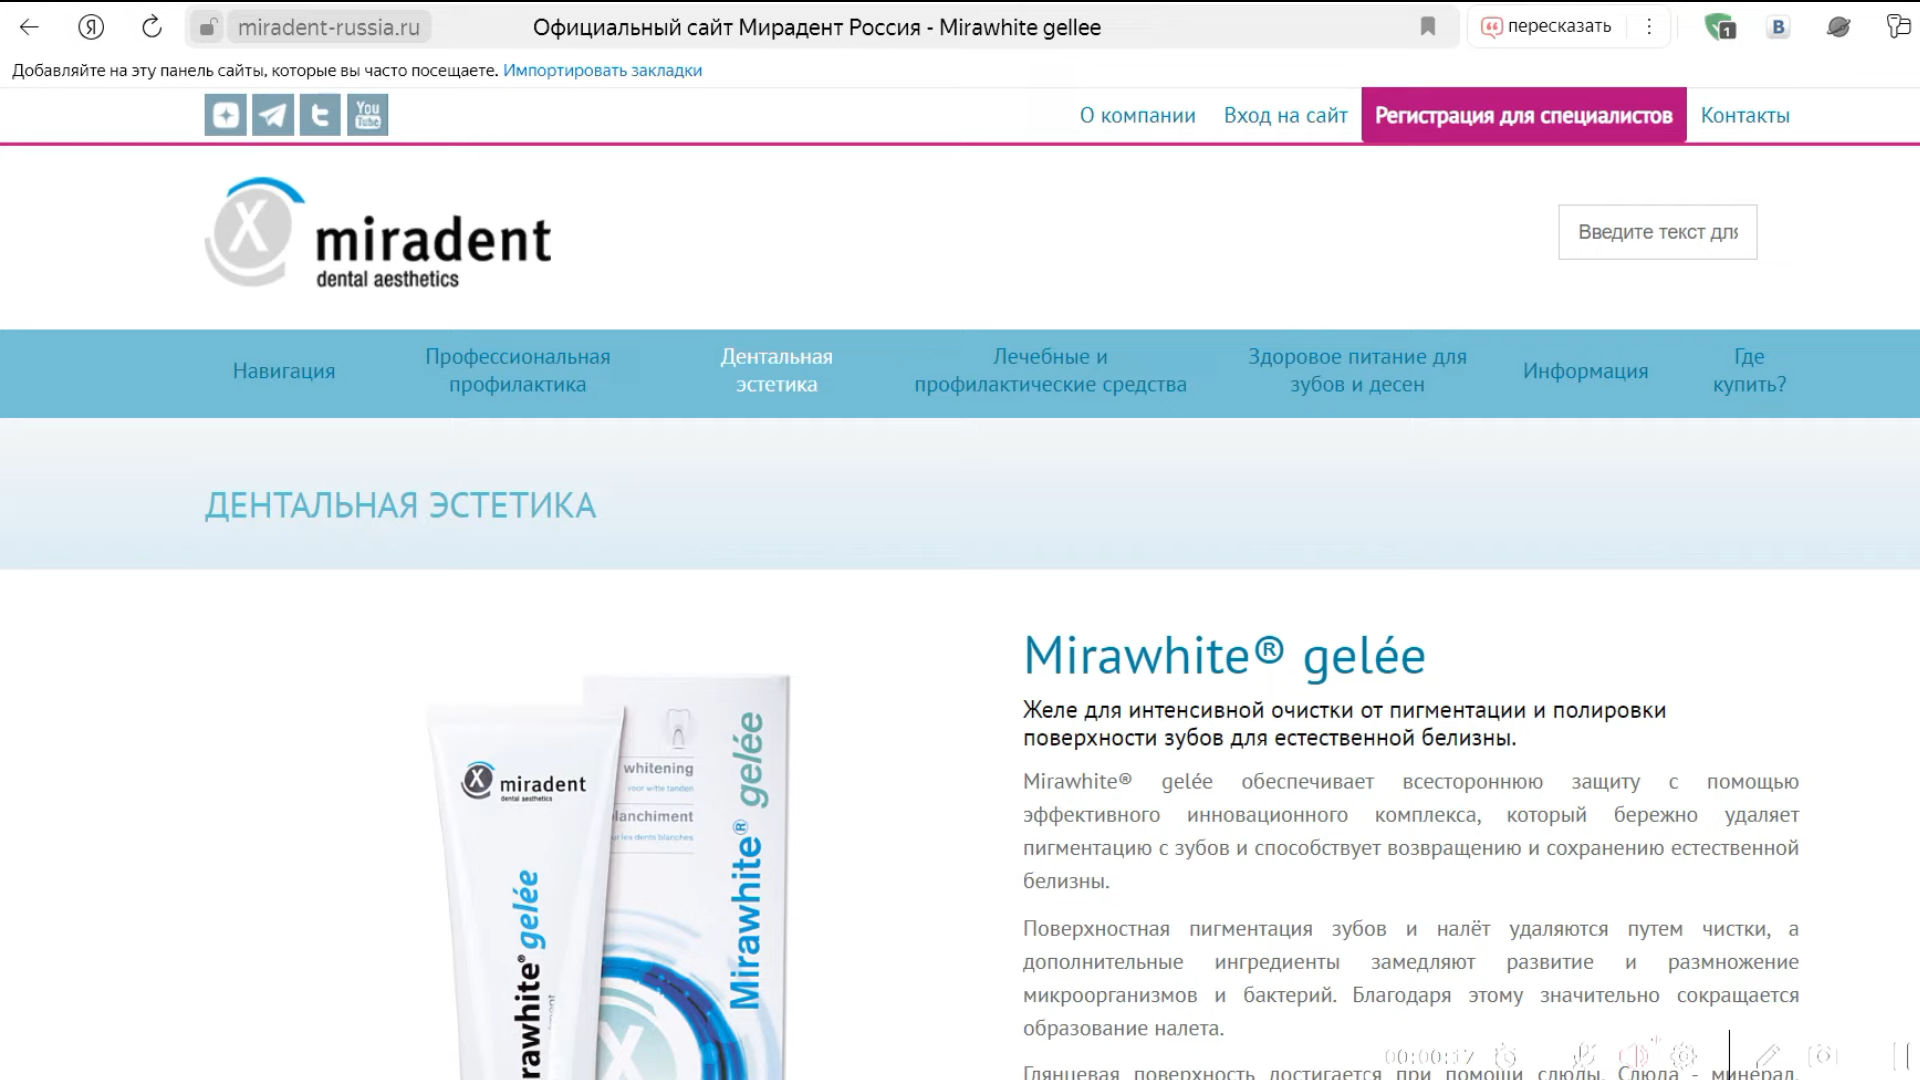 miradent-russia.ru
Официальный сайт Мирадент Россия - Mirawhite gellee
пересказать
1
В
Добавляйте на эту панель сайты, которые вы часто посещаете. Импортировать закладки
You
Tube
О компании
Вход на сайт
Регистрация для специалистов
Контакты
X miradent
dental aesthetics
Введите текст для
Навигация
Профессиональная
профилактика
Дентальная
эстетика
Лечебные и
профилактические средства
Здоровое питание для
зубов и десен
Информация
Где
купить?
ДЕНТАЛЬНАЯ ЭСТЕТИКА
X miradent
dental aesthetics
rawhite® gelée
whitening
voor witte tanden
lanchiment
ur les dents blanches
Mirawhite® gelée
Mirawhite® gelée
Желе для интенсивной очистки от пигментации и полировки
поверхности зубов для естественной белизны.
Mirawhite® gelée обеспечивает всестороннюю защиту с помощью
эффективного инновационного комплекса, который бережно удаляет
пигментацию с зубов и способствует возвращению и сохранению естественной
белизны.
Поверхностная пигментация зубов и налёт удаляются путем чистки, а
дополнительные ингредиенты замедляют развитие и размножение
микроорганизмов и бактерий. Благодаря этому значительно сокращается
образование налета.
Глянцевая поверхность достигается при помощи слюды. Слюда - минерал,
00:00:37